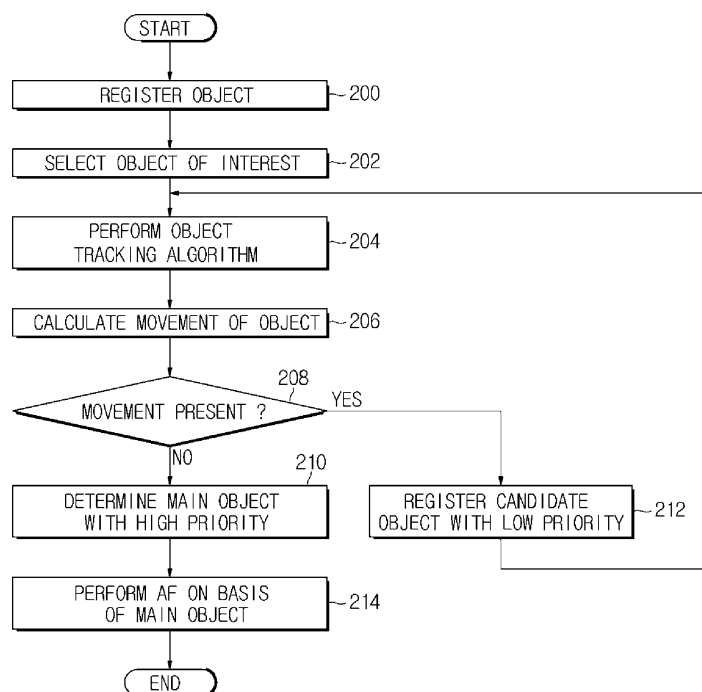 START
REGISTER OBJECT
200
SELECT OBJECT OF INTEREST
202
PERFORM OBJECT
TRACKING ALGORITHM
204
CALCULATE MOVEMENT OF OBJECT
206
208
MOVEMENT PRESENT ?
YES
NO
210
DETERMINE MAIN OBJECT
WITH HIGH PRIORITY
REGISTER CANDIDATE
OBJECT WITH LOW PRIORITY
212
PERFORM AF ON BASIS
OF MAIN OBJECT
214
END